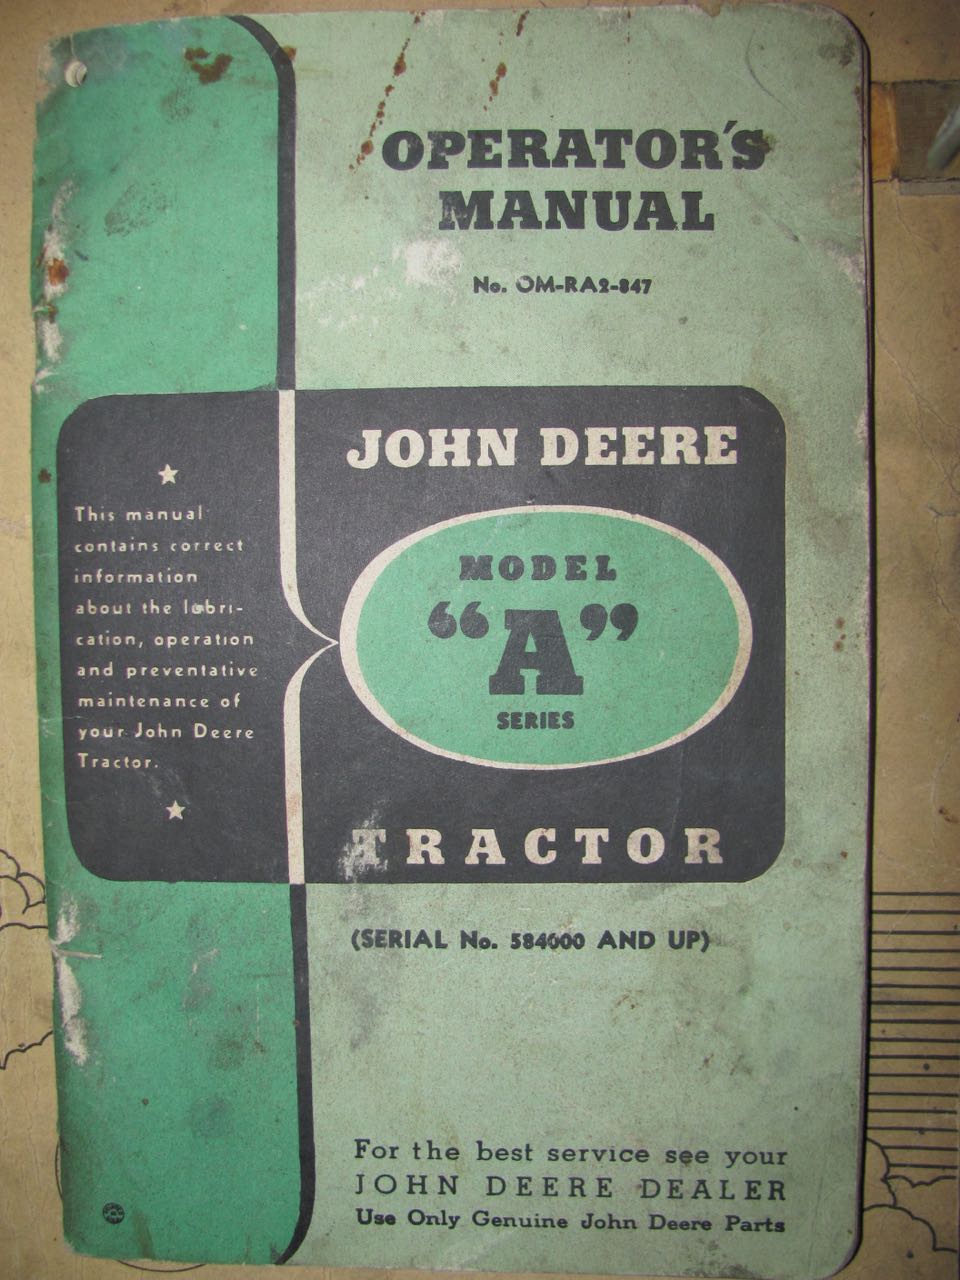 OPERATOR'S
MANUAL
No. OM-RA2-847
JOHN DEERE
MODEL
“A”
SERIES
TRACTOR
This manual
contains correct
information
about the lubri-
cation, operation
and preventative
maintenance of
your John Deere
Tractor.
(SERIAL No. 584000 AND UP)
For the best service see your
JOHN DEERE DEALER
Use Only Genuine John Deere Parts